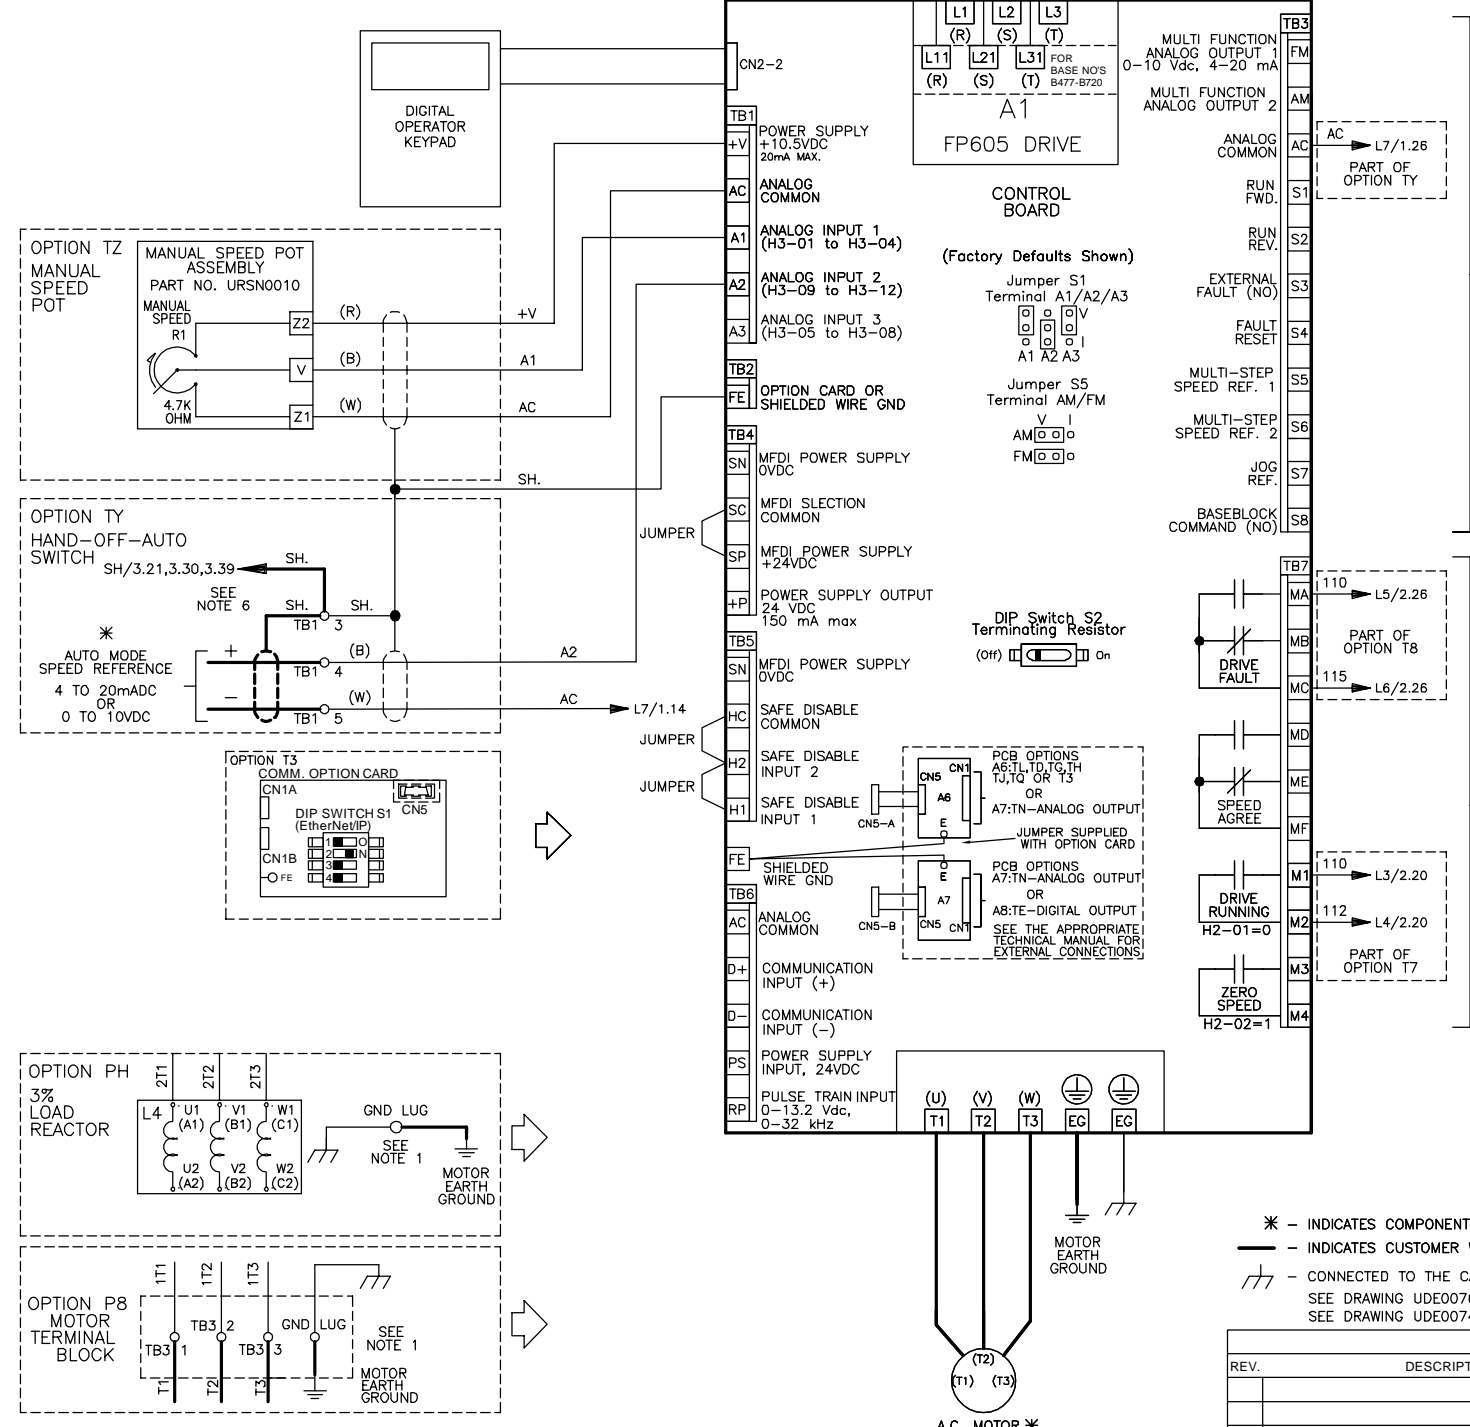 L1 L2 L3
(R) (S) (T)
L11 L21 L31
(R) (S) (T)
FOR
BASE NO'S
B477-B720
A1
FP605 DRIVE
DIGITAL
OPERATOR
KEYPAD
CN2-2
TB1
+V POWER SUPPLY
+10.5VDC
20mA MAX.
AC ANALOG
COMMON
A1 ANALOG INPUT 1
(H3-01 to H3-04)
A2 ANALOG INPUT 2
(H3-09 to H3-12)
A3 ANALOG INPUT 3
(H3-05 to H3-08)
TB2
FE OPTION CARD OR
SHIELDED WIRE GND
TB4
SN MFDI POWER SUPPLY
0VDC
SC MFDI SLECTION
COMMON
JUMPER
SP MFDI POWER SUPPLY
+24VDC
+P POWER SUPPLY OUTPUT
24 VDC
150 mA max
TB5
SN MFDI POWER SUPPLY
0VDC
HC SAFE DISABLE
COMMON
JUMPER
H2 SAFE DISABLE
INPUT 2
JUMPER
H1 SAFE DISABLE
INPUT 1
FE SHIELDED
WIRE GND
TB6
AC ANALOG
COMMON
D+ COMMUNICATION
INPUT (+)
D- COMMUNICATION
INPUT (-)
PS POWER SUPPLY
INPUT, 24VDC
RP PULSE TRAIN INPUT
0-13.2 Vdc,
0-32 kHz
CONTROL
BOARD
(Factory Defaults Shown)
Jumper S1
Terminal A1/A2/A3
V
I
A1 A2 A3
Jumper S5
Terminal AM/FM
V I
AM
FM
DIP Switch S2
Terminating Resistor
(Off) On
PCB OPTIONS
A6:TL,TD,TG,TH
TJ,TQ OR T3
OR
A7:TN-ANALOG OUTPUT
CN5 CN1
A6
E
CN5-A
JUMPER SUPPLIED
WITH OPTION CARD
PCB OPTIONS
A7:TN-ANALOG OUTPUT
OR
A8:TE-DIGITAL OUTPUT
SEE THE APPROPRIATE
TECHNICAL MANUAL FOR
EXTERNAL CONNECTIONS
E
A7
CN5 CN1
CN5-B
TB3
MULTI FUNCTION
ANALOG OUTPUT 1
0-10 Vdc, 4-20 mA FM
MULTI FUNCTION
ANALOG OUTPUT 2 AM
ANALOG
COMMON AC
AC L7/1.26
PART OF
OPTION TY
RUN
FWD. S1
RUN
REV. S2
EXTERNAL
FAULT (NO) S3
FAULT
RESET S4
MULTI-STEP
SPEED REF. 1 S5
MULTI-STEP
SPEED REF. 2 S6
JOG
REF. S7
BASEBLOCK
COMMAND (NO) S8
TB7
MA 110 L5/2.26
MB
DRIVE
FAULT
PART OF
OPTION T8
MC 115 L6/2.26
MD
ME
SPEED
AGREE
MF
M1 110 L3/2.20
DRIVE
RUNNING
M2 112 L4/2.20
H2-01=0
PART OF
OPTION T7
M3
ZERO
SPEED
M4
H2-02=1
OPTION TZ
MANUAL
SPEED
POT
MANUAL SPEED POT
ASSEMBLY
PART NO. URSN0010
MANUAL
SPEED
R1
4.7K
OHM
Z2 (R) +V
V (B) A1
Z1 (W) AC
SH.
OPTION TY
HAND-OFF-AUTO
SWITCH
SH/3.21,3.30,3.39
SH.
SEE
NOTE 6
SH. SH.
TB1 3
*
AUTO MODE
SPEED REFERENCE
4 TO 20mADC
OR
0 TO 10VDC
+
TB1 4 (B) A2
-
TB1 5 (W) AC L7/1.14
OPTION T3
COMM. OPTION CARD
CN1A
CN5
DIP SWITCH S1
(EtherNet/IP)
1 O
2 N
3
4
CN1B
FE
OPTION PH
3%
LOAD
REACTOR
2T1 2T2 2T3
L4 U1 V1 W1
(A1) (B1) (C1)
U2 V2 W2
(A2) (B2) (C2)
GND LUG
SEE
NOTE 1
MOTOR
EARTH
GROUND
OPTION P8
MOTOR
TERMINAL
BLOCK
1T1 1T2 1T3
TB3 1 TB3 2 TB3 3
GND LUG
SEE
NOTE 1
T1 T2 T3
MOTOR
EARTH
GROUND
(U) (V) (W)
T1 T2 T3 EG EG
MOTOR
EARTH
GROUND
(T2)
(T1) (T3)
A.C. MOTOR *
* - INDICATES COMPONENT
- INDICATES CUSTOMER
- CONNECTED TO THE
SEE DRAWING
SEE DRAWING
REV.